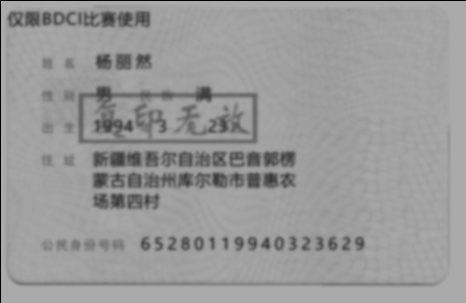 仅限BDCI比赛使用
姓名 杨丽然
性别 男 民族 满
出生 1994 3 23
复印无效
住址 新疆维吾尔自治区巴音郭楞
蒙古自治州库尔勒市普惠农
场第四村
公民身份号码 652801199940323629